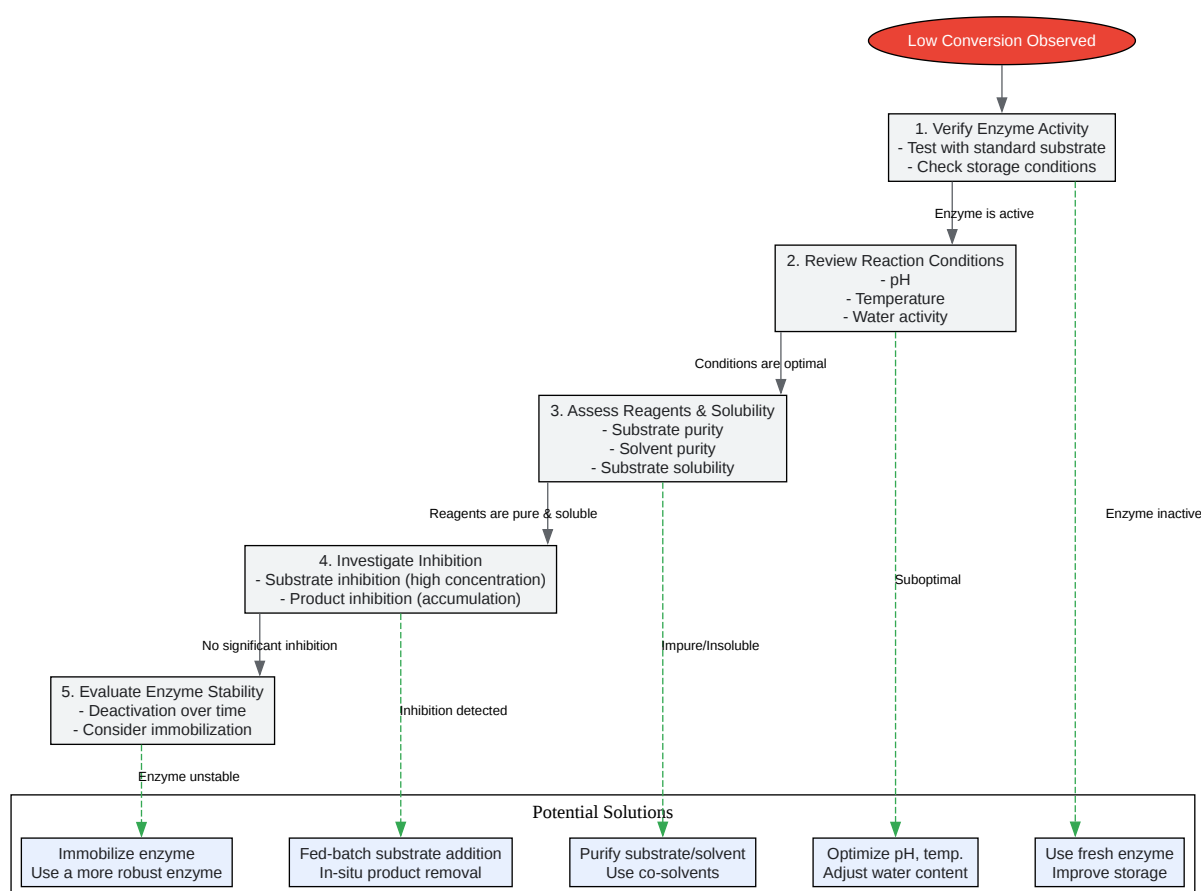 Low Conversion Observed
1. Verify Enzyme Activity
- Test with standard substrate
- Check storage conditions
Enzyme is active
2. Review Reaction Conditions
- pH
- Temperature
- Water activity
Conditions are optimal
3. Assess Reagents & Solubility
- Substrate purity
- Solvent purity
- Substrate solubility
Reagents are pure & soluble
Enzyme inactive
4. Investigate Inhibition
- Substrate inhibition (high concentration)
- Product inhibition (accumulation)
Suboptimal
No significant inhibition
Impure/Insoluble
5. Evaluate Enzyme Stability
- Deactivation over time
- Consider immobilization
Inhibition detected
Enzyme unstable
Potential Solutions
Immobilize enzyme
Use a more robust enzyme
Fed-batch substrate addition
In-situ product removal
Purify substrate/solvent
Use co-solvents
Optimize pH, temp.
Adjust water content
Use fresh enzyme
Improve storage